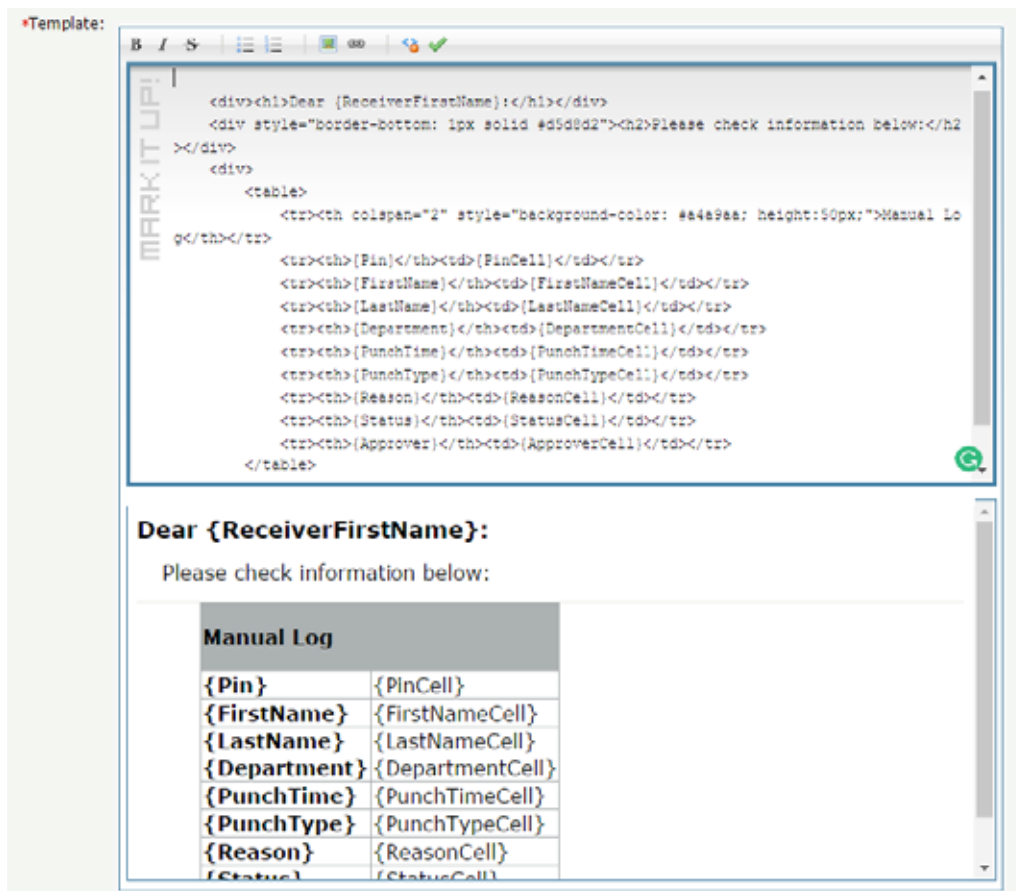 *Template:
B I S
MARK IT UP!
<div><h1>Dear {ReceiverFirstName}:</h1></div>
<div style="border-bottom: 1px solid #d5d8d2"><h2>Please check information below:</h2
></div>
<div>
<table>
<tr><th colspan="2" style="background-color: #a4a9aa; height:50px;">Manual Lo
g</th></tr>
<tr><th>{Pin}</th><td>{PinCell}</td></tr>
<tr><th>{FirstName}</th><td>{FirstNameCell}</td></tr>
<tr><th>{LastName}</th><td>{LastNameCell}</td></tr>
<tr><th>{Department}</th><td>{DepartmentCell}</td></tr>
<tr><th>{PunchTime}</th><td>{PunchTimeCell}</td></tr>
<tr><th>{PunchType}</th><td>{PunchTypeCell}</td></tr>
<tr><th>{Reason}</th><td>{ReasonCell}</td></tr>
<tr><th>{Status}</th><td>{StatusCell}</td></tr>
<tr><th>{Approver}</th><td>{ApproverCell}</td></tr>
</table>
Dear {ReceiverFirstName}:
Please check information below:
Manual Log
{Pin} {PinCell}
{FirstName} {FirstNameCell}
{LastName} {LastNameCell}
{Department} {DepartmentCell}
{PunchTime} {PunchTimeCell}
{PunchType} {PunchTypeCell}
{Reason} {ReasonCell}
{Status} {StatusCell}